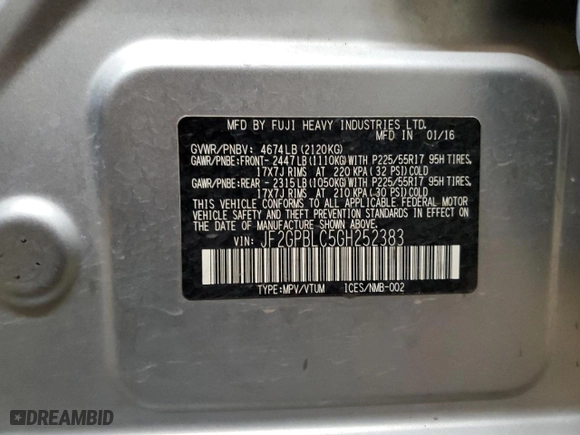 MFD BY FUJI HEAVY INDUSTRIES LTD.
MFD IN 01/16
GVWR/PNBV: 4674LB(2120KG)
GAWR/PNBE:FRONT-2447LB(1110KG)WITH P225/55R17 95H TIRES,
17X7J RIMS AT 220 KPA(32 PSI)COLD
GAWR/PNBE:REAR -2315LB(1050KG)WITH P225/55R17 95H TIRES,
17X7J RIMS AT 210 KPA(30 PSI)COLD
THIS VEHICLE CONFORMS TO ALL APPLICABLE FEDERAL MOTOR
VEHICLE SAFETY AND THEFT PREVENTION STANDARDS IN EFFECT
ON THE DATE OF MANUFACTURE SHOWN ABOVE.
VIN: JF2GPBLC5GH252383
TYPE:MPV/VTUM ICES/NMB-002
DREAMBID